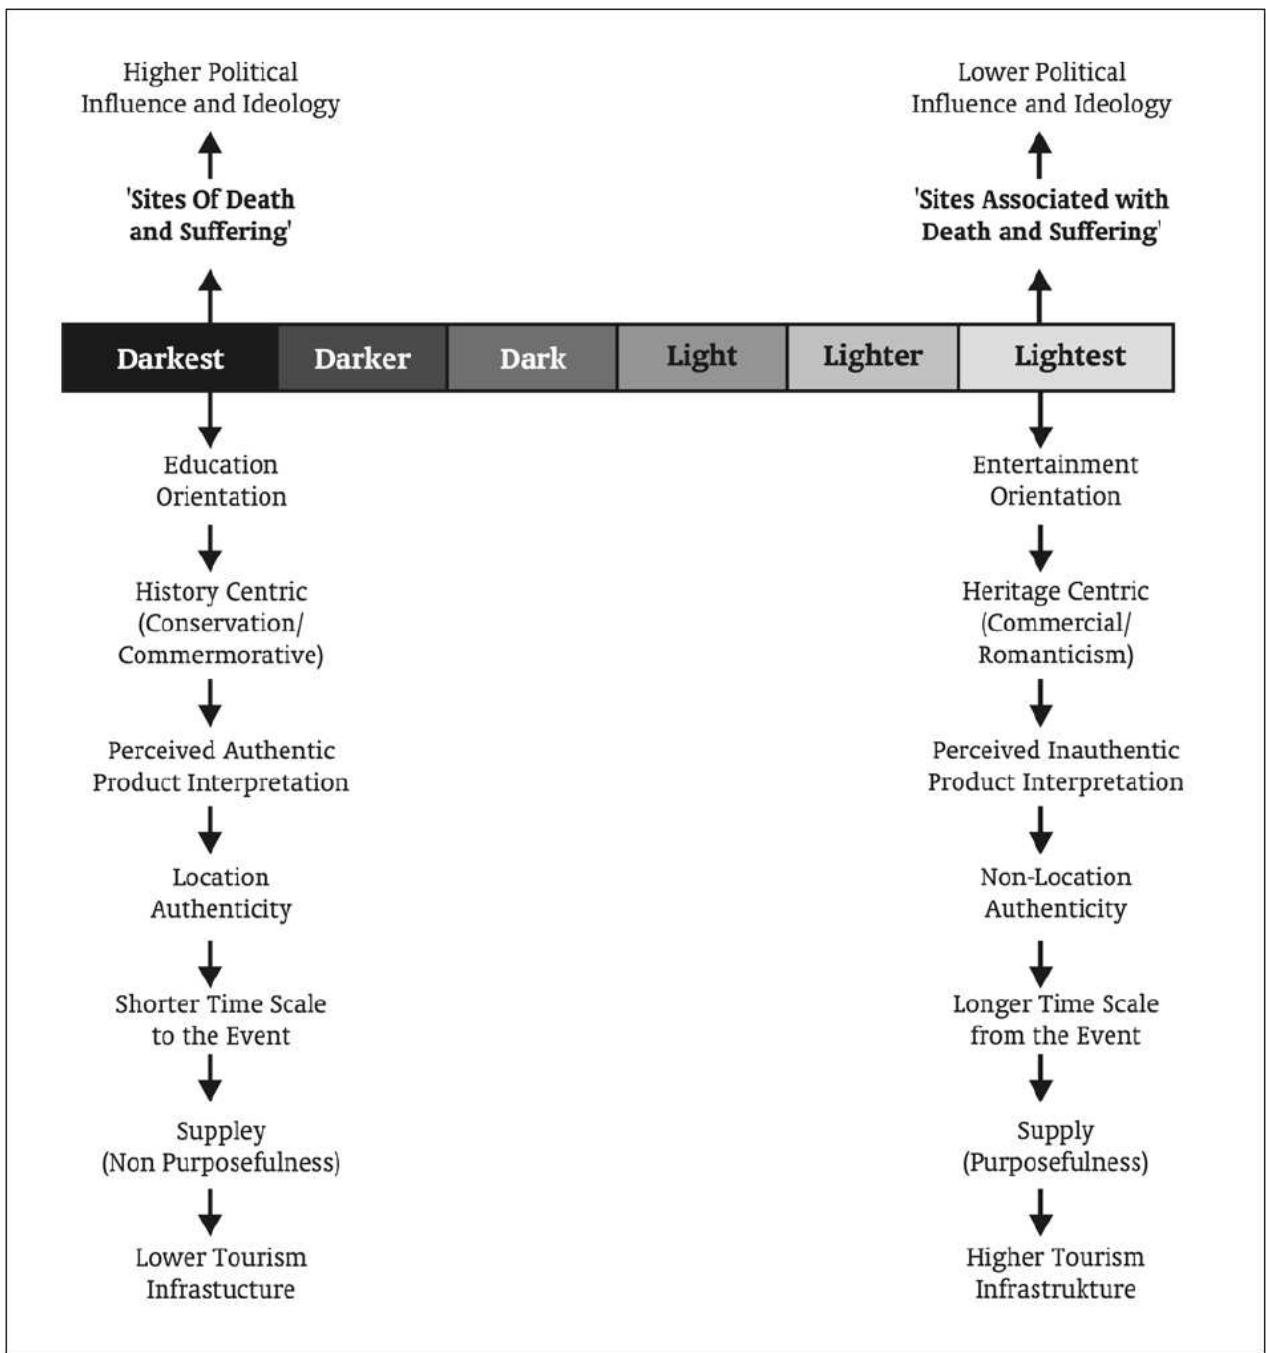 Higher Political
Influence and Ideology
Lower Political
Influence and Ideology
'Sites Of Death
and Suffering'
'Sites Associated with
Death and Suffering'
Darkest Darker Dark Light Lighter Lightest
Education
Orientation
Entertainment
Orientation
History Centric
(Conservation/
Commermorative)
Heritage Centric
(Commercial/
Romanticism)
Perceived Authentic
Product Interpretation
Perceived Inauthentic
Product Interpretation
Location
Authenticity
Non-Location
Authenticity
Shorter Time Scale
to the Event
Longer Time Scale
from the Event
Suppley
(Non Purposefulness)
Supply
(Purposefulness)
Lower Tourism
Infrastucture
Higher Tourism
Infrastrukture